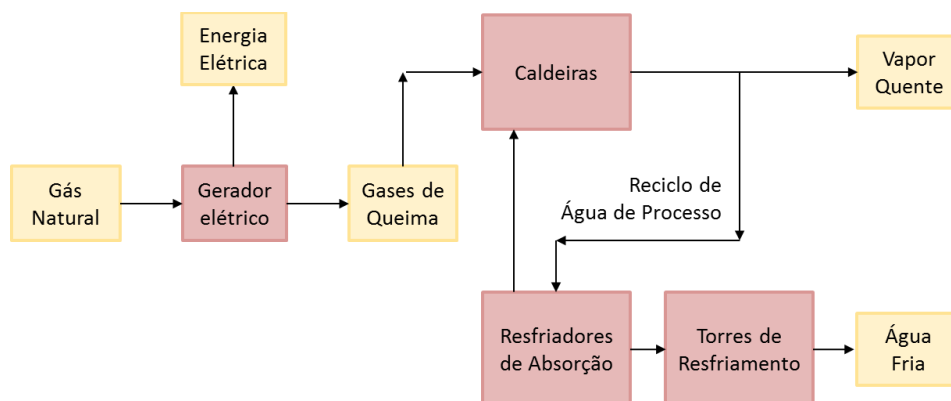 Energia
Elétrica
Caldeiras
Vapor
Quente
Gás
Natural
Gerador
elétrico
Gases de
Queima
Reciclo de
Água de Processo
Resfriadores
de Absorção
Torres de
Resfriamento
Água
Fria